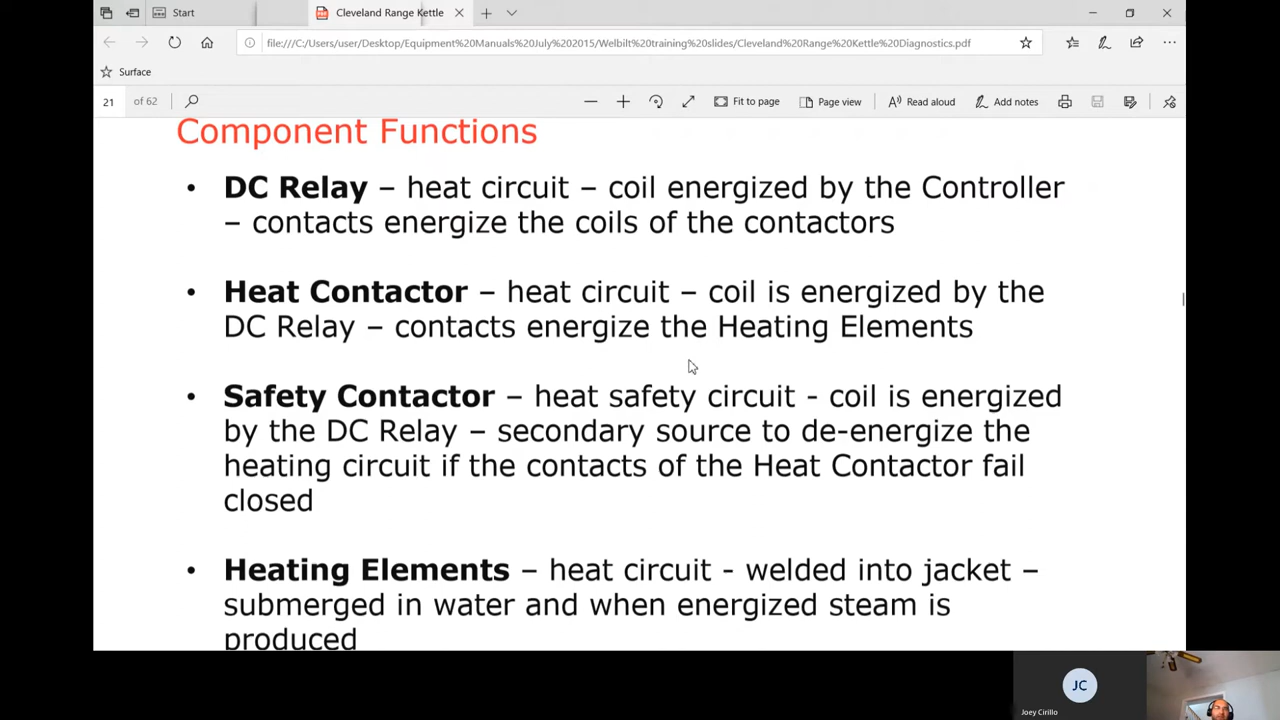 Start
Cleveland Range Kettle
file:///C:/Users/user/Desktop/Equipment%20Manuals%20July%202015/Welbilt%20training%20slides/Cleveland%20Range%20Kettle%20Diagnostics.pdf
Surface
21 of 62
Fit to page
Page view
Read aloud
Add notes
Component Functions
• DC Relay – heat circuit – coil energized by the Controller
– contacts energize the coils of the contactors
• Heat Contactor – heat circuit – coil is energized by the
DC Relay – contacts energize the Heating Elements
• Safety Contactor – heat safety circuit - coil is energized
by the DC Relay – secondary source to de-energize the
heating circuit if the contacts of the Heat Contactor fail
closed
• Heating Elements – heat circuit - welded into jacket –
submerged in water and when energized steam is
produced
JC
Joey Cirillo